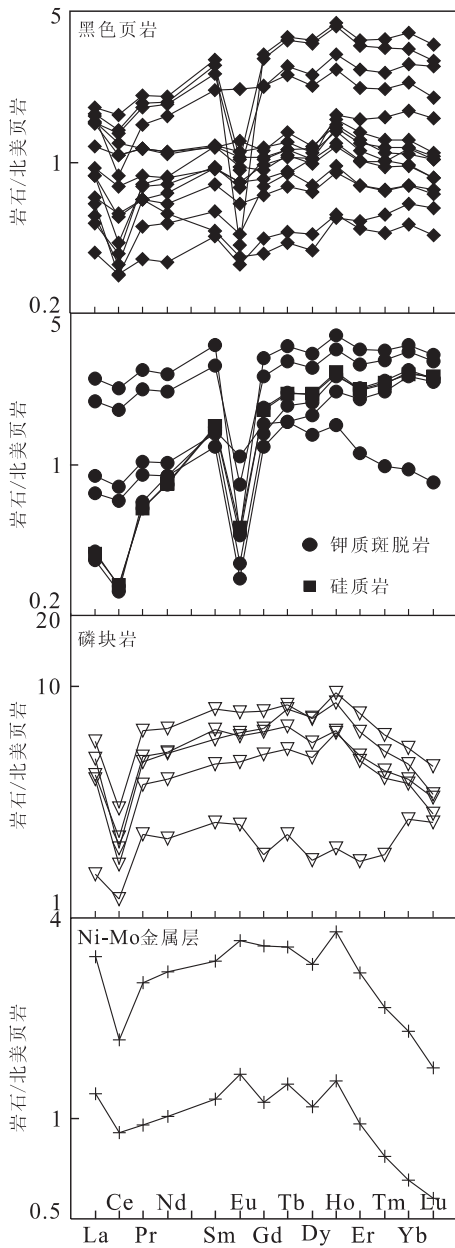 5
黑色页岩
岩石/北美页岩
1
0.2
5
岩石/北美页岩
1
钾质斑脱岩
硅质岩
0.2
20
磷块岩
10
岩石/北美页岩
1
4
Ni-Mo金属层
岩石/北美页岩
1
Ce Nd Eu Tb Ho Tm Lu
0.5
La Pr Sm Gd Dy Er Yb